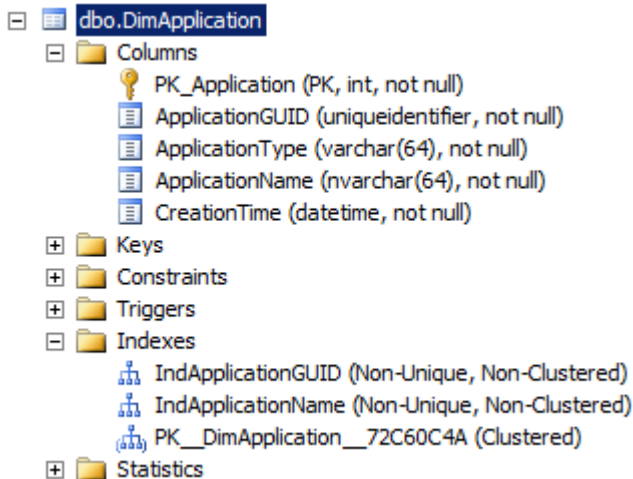 dbo.DimApplication
Columns
PK_Application (PK, int, not null)
ApplicationGUID (uniqueidentifier, not null)
ApplicationType (varchar(64), not null)
ApplicationName (nvarchar(64), not null)
CreationTime (datetime, not null)
Keys
Constraints
Triggers
Indexes
IndApplicationGUID (Non-Unique, Non-Clustered)
IndApplicationName (Non-Unique, Non-Clustered)
PK__DimApplication__72C60C4A (Clustered)
Statistics